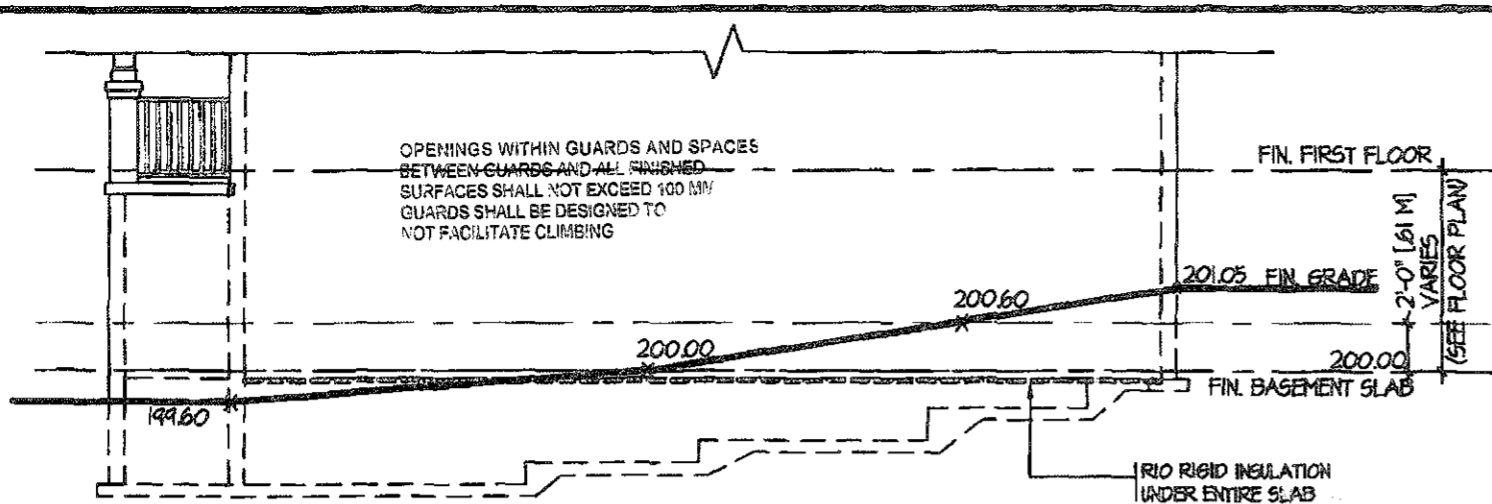 OPENINGS WITHIN GUARDS AND SPACES
BETWEEN GUARDS AND ALL FINISHED
SURFACES SHALL NOT EXCEED 100 MM
GUARDS SHALL BE DESIGNED TO
NOT FACILITATE CLIMBING
FIN. FIRST FLOOR
2'-0" [.61 M]
VARIES
(SEE FLOOR PLAN)
201.05 FIN. GRADE
200.60
200.00
200.00
FIN. BASEMENT SLAB
199.60
R10 RIGID INSULATION
UNDER ENTIRE SLAB